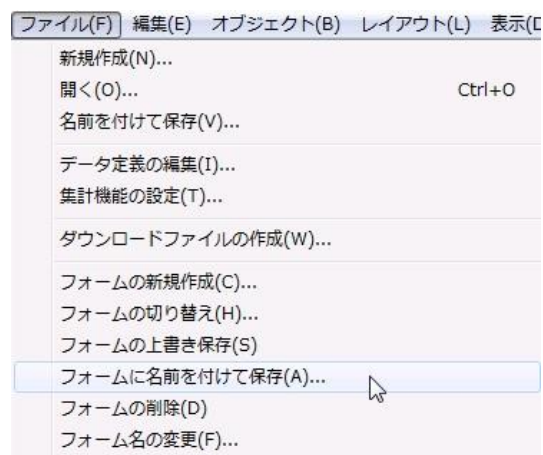 ファイル(F) 編集(E) オブジェクト(B) レイアウト(L) 表示(D
新規作成(N)...
開く(O)... Ctrl+O
名前を付けて保存(V)...
データ定義の編集(I)...
集計機能の設定(T)...
ダウンロードファイルの作成(W)...
フォームの新規作成(C)...
フォームの切り替え(H)...
フォームの上書き保存(S)
フォームに名前を付けて保存(A)...
フォームの削除(D)
フォーム名の変更(F)...